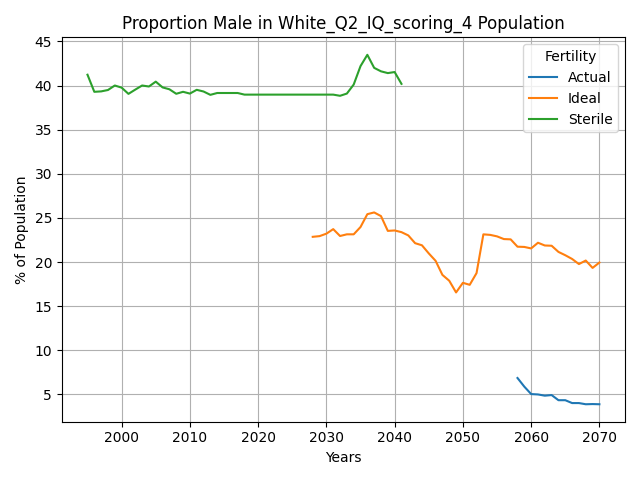 Proportion Male in White_Q2_IQ_scoring_4 Population
% of Population
45
40
35
30
25
20
15
10
5
Fertility
Actual
Ideal
Sterile
2000 2010 2020 2030 2040 2050 2060 2070
Years